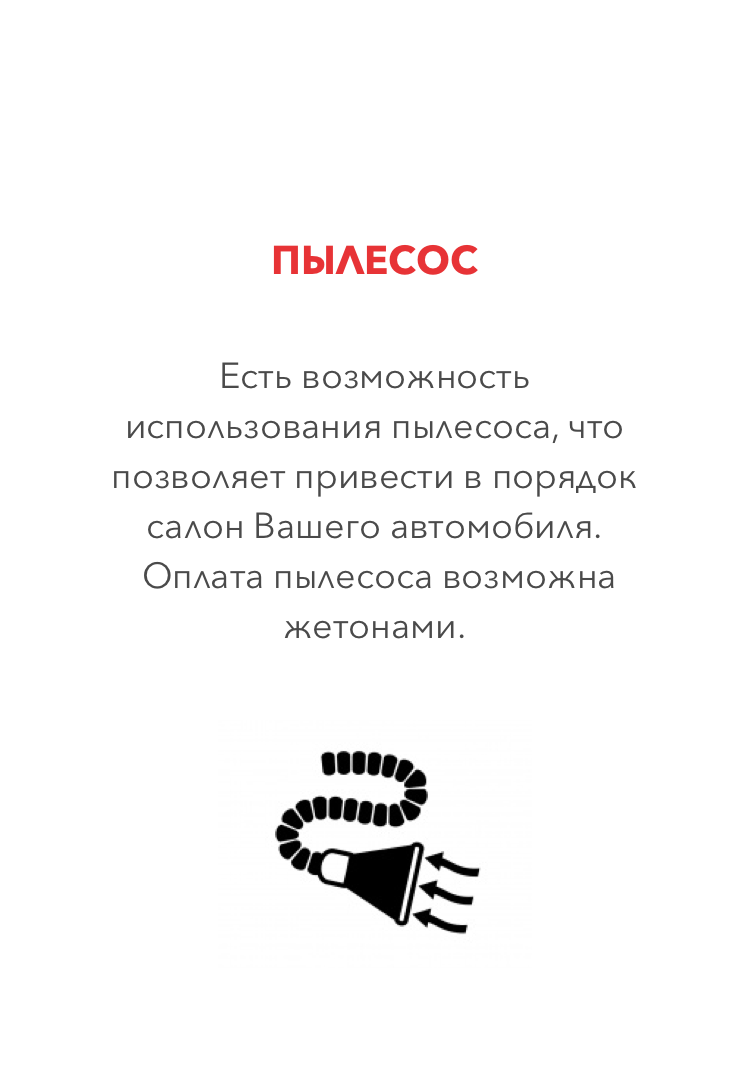 ПЫЛЕСОС
Есть возможность
использования пылесоса, что
позволяет привести в порядок
салон Вашего автомобиля.
Оплата пылесоса возможна
жетонами.